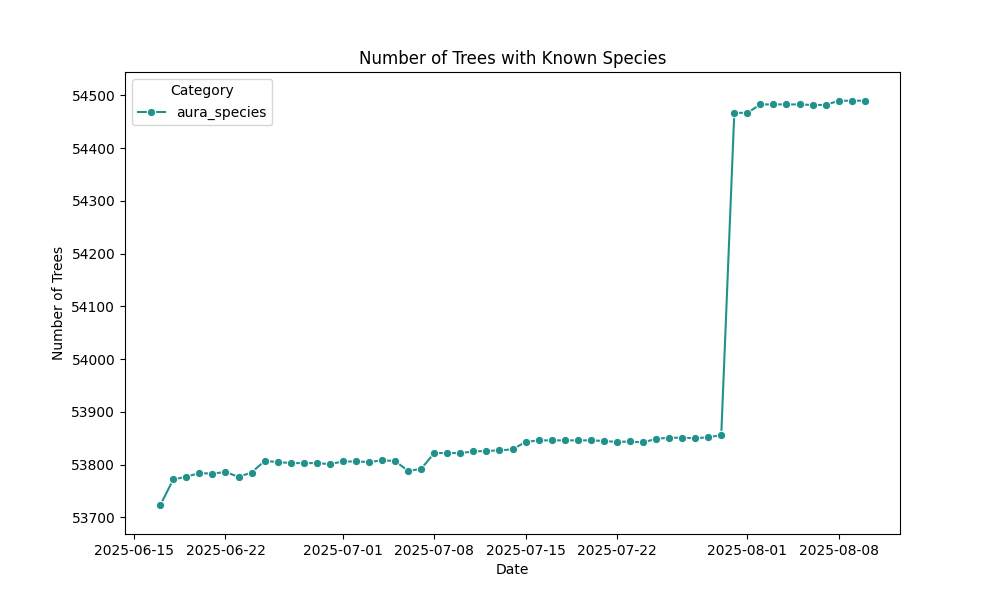 Number of Trees with Known Species
Category
aura_species
54500
54400
54300
54200
54100
54000
53900
53800
53700
Number of Trees
2025-06-15 2025-06-22 2025-07-01 2025-07-08 2025-07-15 2025-07-22 2025-08-01 2025-08-08
Date